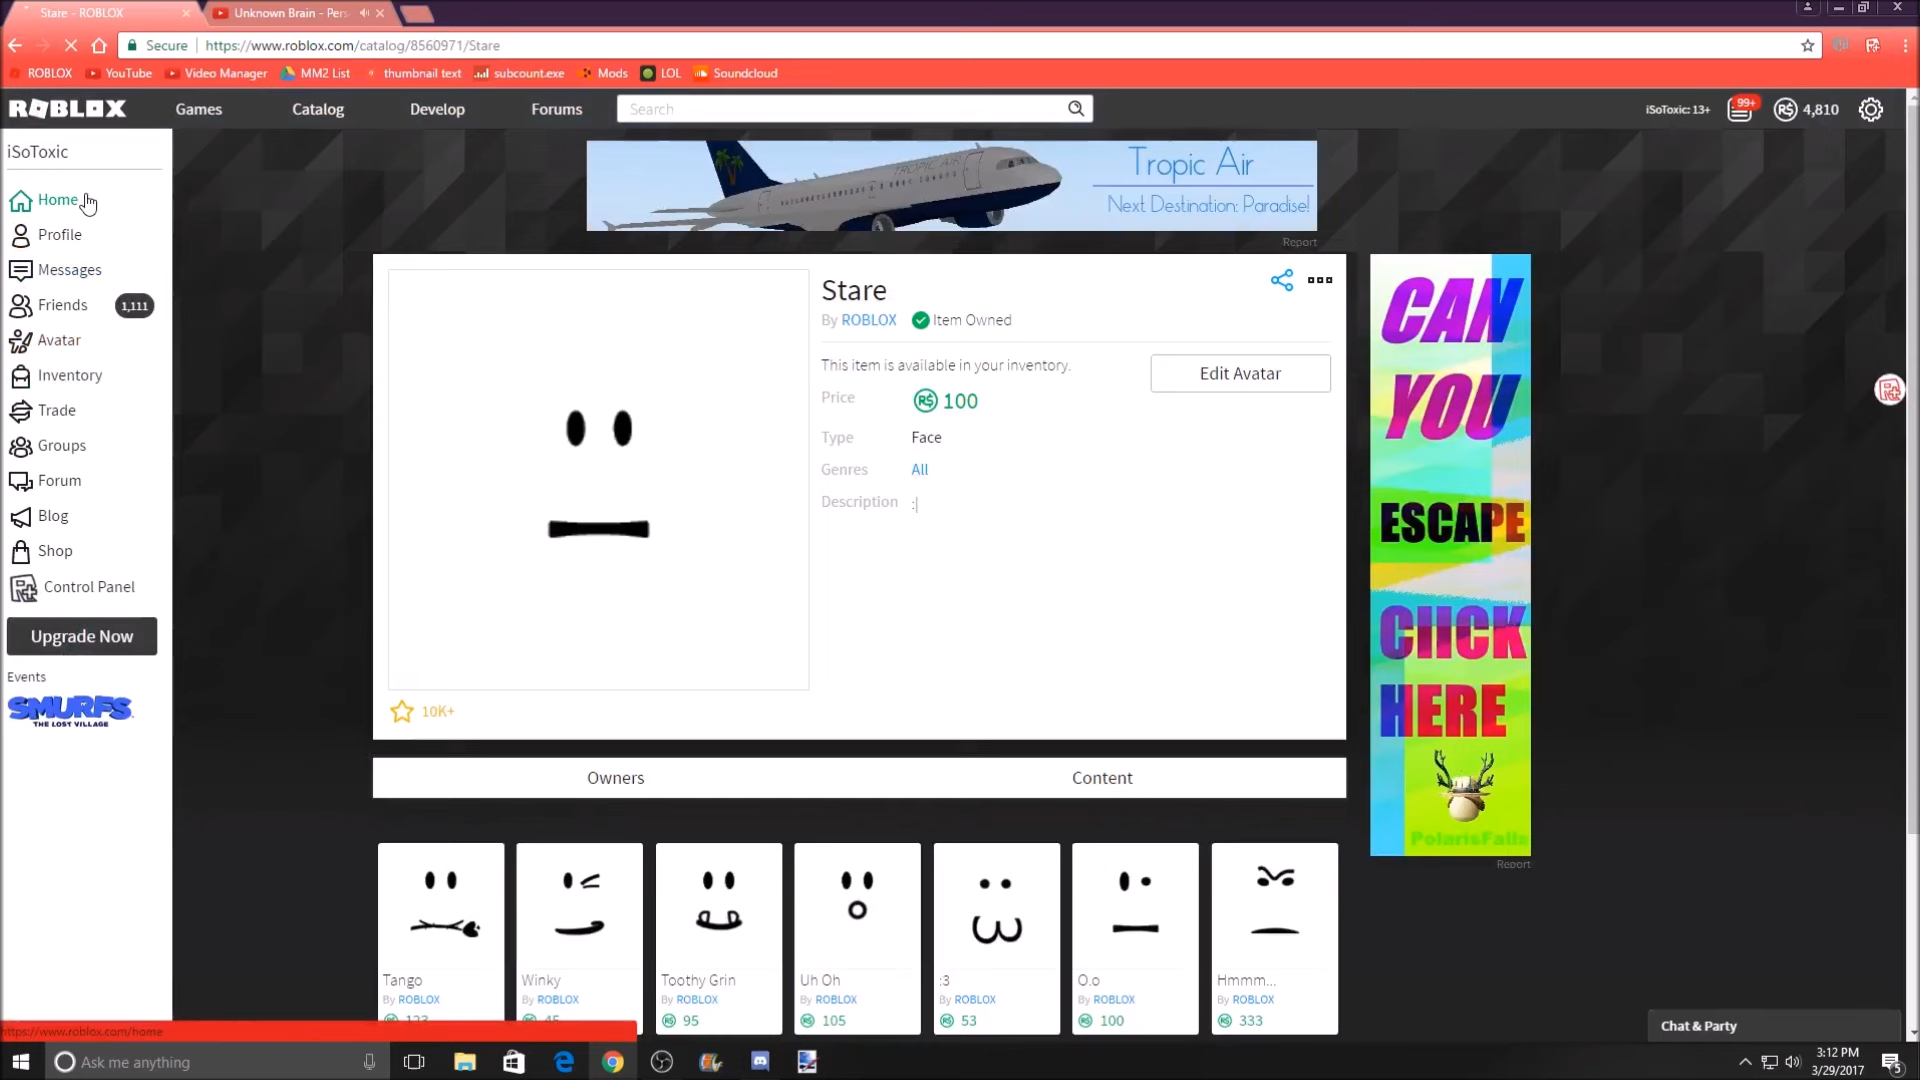 Stare - ROBLOX
Unknown Brain - Pers
Secure
https://www.roblox.com/catalog/8560971/Stare
ROBLOX YouTube Video Manager MM2 List thumbnail text subcount.exe Mods LOL Soundcloud
ROBLOX Games Catalog Develop Forums Search iSoToxic: 13+ 99+ R$ 4,810
iSoToxic
Home
Profile
Messages
Friends 1,111
Avatar
Inventory
Trade
Groups
Forum
Blog
Shop
Control Panel
Upgrade Now
Events
SMURFS
THE LOST VILLAGE
TROPIC AIR
Tropic Air
Next Destination: Paradise!
Report
Stare
By ROBLOX Item Owned
This item is available in your inventory.
Edit Avatar
Price R$ 100
Type Face
Genres All
Description :|
10K+
CAN
YOU
ESCAPE
ClICK
HERE
PolarisFalls
Report
Owners Content
Tango
By ROBLOX
R$ 123
Winky
By ROBLOX
R$ 45
Toothy Grin
By ROBLOX
R$ 95
Uh Oh
By ROBLOX
R$ 105
:3
By ROBLOX
R$ 53
O.o
By ROBLOX
R$ 100
Hmmm...
By ROBLOX
R$ 333
https://www.roblox.com/home
Chat & Party
Ask me anything
3:12 PM
3/29/2017
5